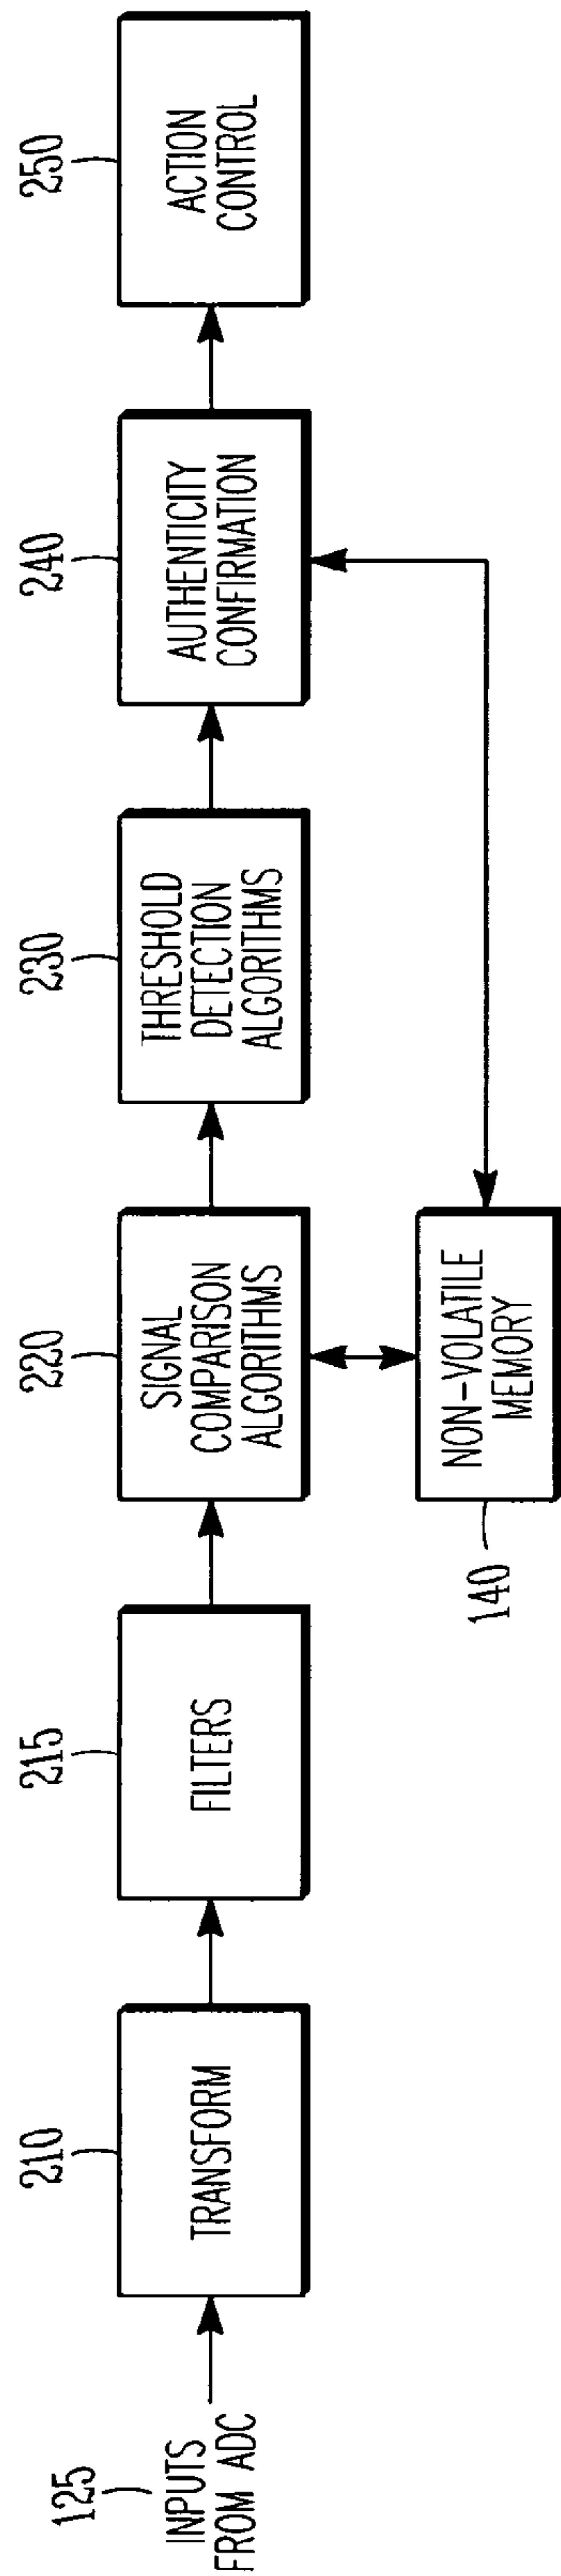 125
INPUTS
FROM ADC
210
TRANSFORM
215
FILTERS
220
SIGNAL
COMPARISON
ALGORITHMS
230
THRESHOLD
DETECTION
ALGORITHMS
240
AUTHENTICITY
CONFIRMATION
250
ACTION
CONTROL
140
NON-VOLATILE
MEMORY